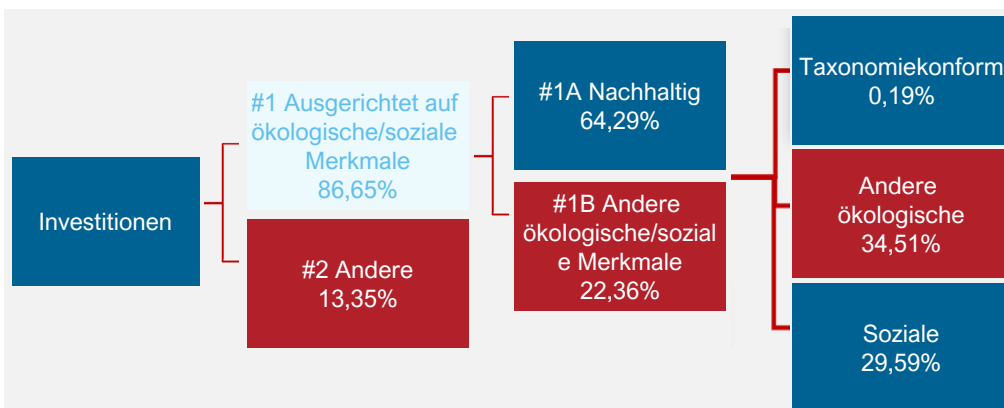 Investitionen
#1 Ausgerichtet auf
ökologische/soziale
Merkmale
86,65%
#2 Andere
13,35%
#1A Nachhaltig
64,29%
#1B Andere
ökologische/sozial
e Merkmale
22,36%
Taxonomiekonform
0,19%
Andere
ökologische
34,51%
Soziale
29,59%